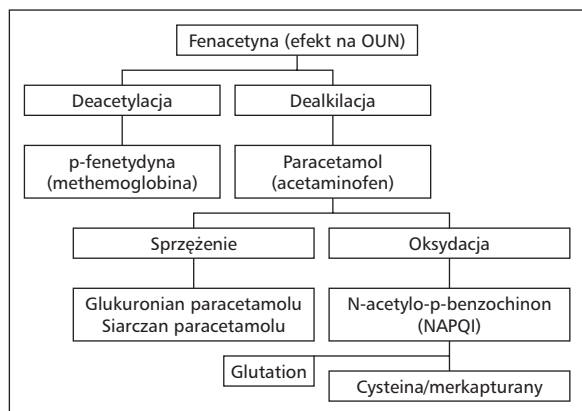 Fenacetyna (efekt na OUN)
Deacetylacja
Dealkilacja
p-fenetydyna
(methemoglobina)
Paracetamol
(acetaminofen)
Sprzężenie
Oksydacja
Glukuronian paracetamolu
Siarczan paracetamolu
N-acetylo-p-benzochinon
(NAPQI)
Glutation
Cysteina/merkapturany